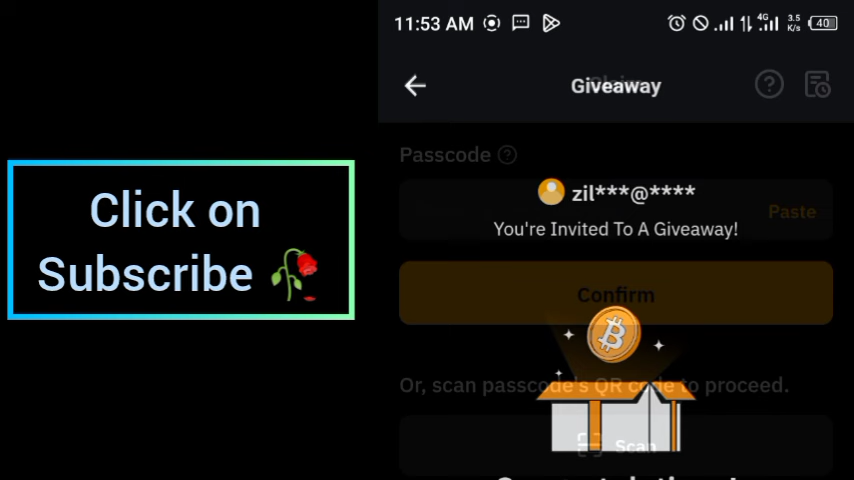 Click on
Subscribe
11:53 AM
4G
3.5
K/s
40
Giveaway
Passcode
zil***@****
Paste
You're Invited To A Giveaway!
Confirm
Or, scan passcode's QR code to proceed.
Scan